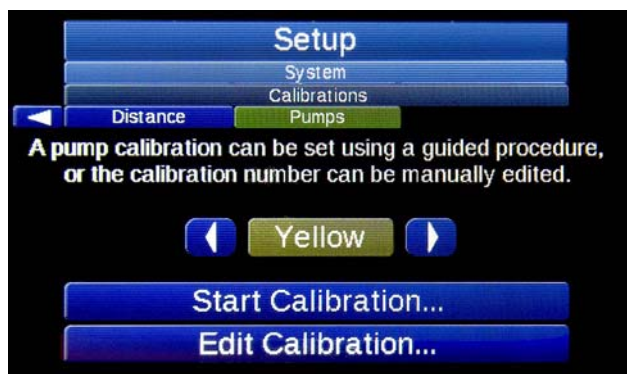 Setup
System
Calibrations
Distance Pumps
A pump calibration can be set using a guided procedure,
or the calibration number can be manually edited.
Yellow
Start Calibration...
Edit Calibration...